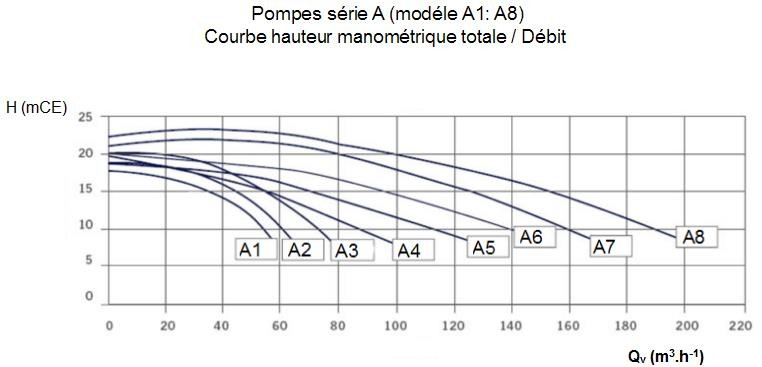 Pompes série A (modéle A1: A8)
Courbe hauteur manométrique totale / Débit
H (mCE)
25
20
15
10
5
0
A1 A2 A3 A4 A5 A6 A7 A8
0 20 40 60 80 100 120 140 160 180 200 220
Qv (m³.h-¹)